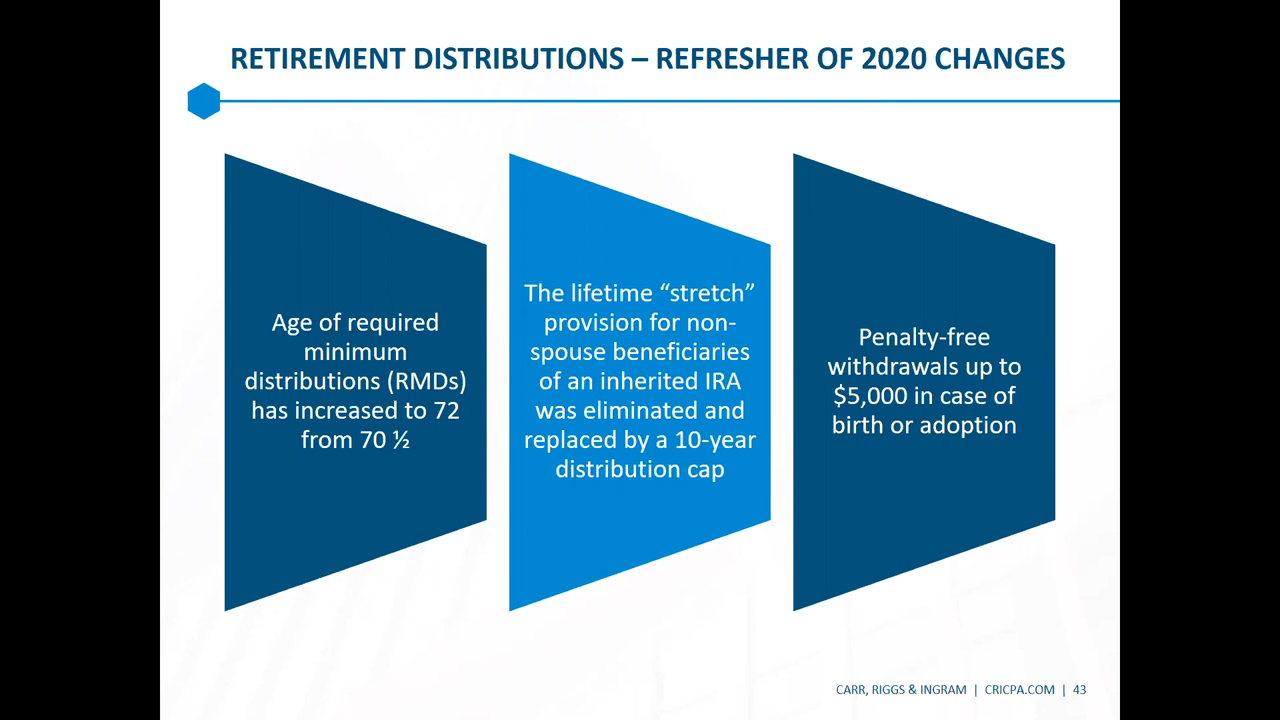 RETIREMENT DISTRIBUTIONS – REFRESHER OF 2020 CHANGES
Age of required
minimum
distributions (RMDs)
has increased to 72
from 70 ½
The lifetime “stretch”
provision for non-
spouse beneficiaries
of an inherited IRA
was eliminated and
replaced by a 10-year
distribution cap
Penalty-free
withdrawals up to
$5,000 in case of
birth or adoption
CARR, RIGGS & INGRAM | CRICPA.COM | 43